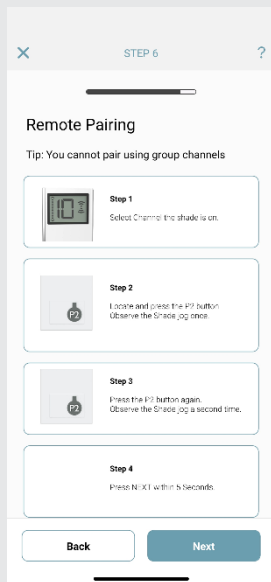 STEP 6
?
Remote Pairing
Tip: You cannot pair using group channels
10
Step 1
Select Channel the shade is on.
Step 2
P2
Locate and press the P2 button
Observe the Shade jog once.
Step 3
P2
Press the P2 button again.
Observe the Shade jog a second time.
Step 4
Press NEXT within 5 Seconds.
Back
Next